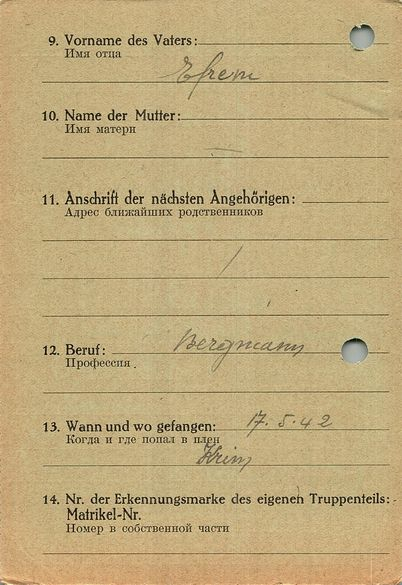 9. Vorname des Vaters:
Имя отца
Efrem
10. Name der Mutter:
Имя матери
—
11. Anschrift der nächsten Angehörigen:
Адрес ближайших родственников
/
12. Beruf: Bergmann
Профессия
13. Wann und wo gefangen: 17.5.42
Когда и где попал в плен
Krim
14. Nr. der Erkennungsmarke des eigenen Truppenteils:
Matrikel-Nr.
Номер в собственной части